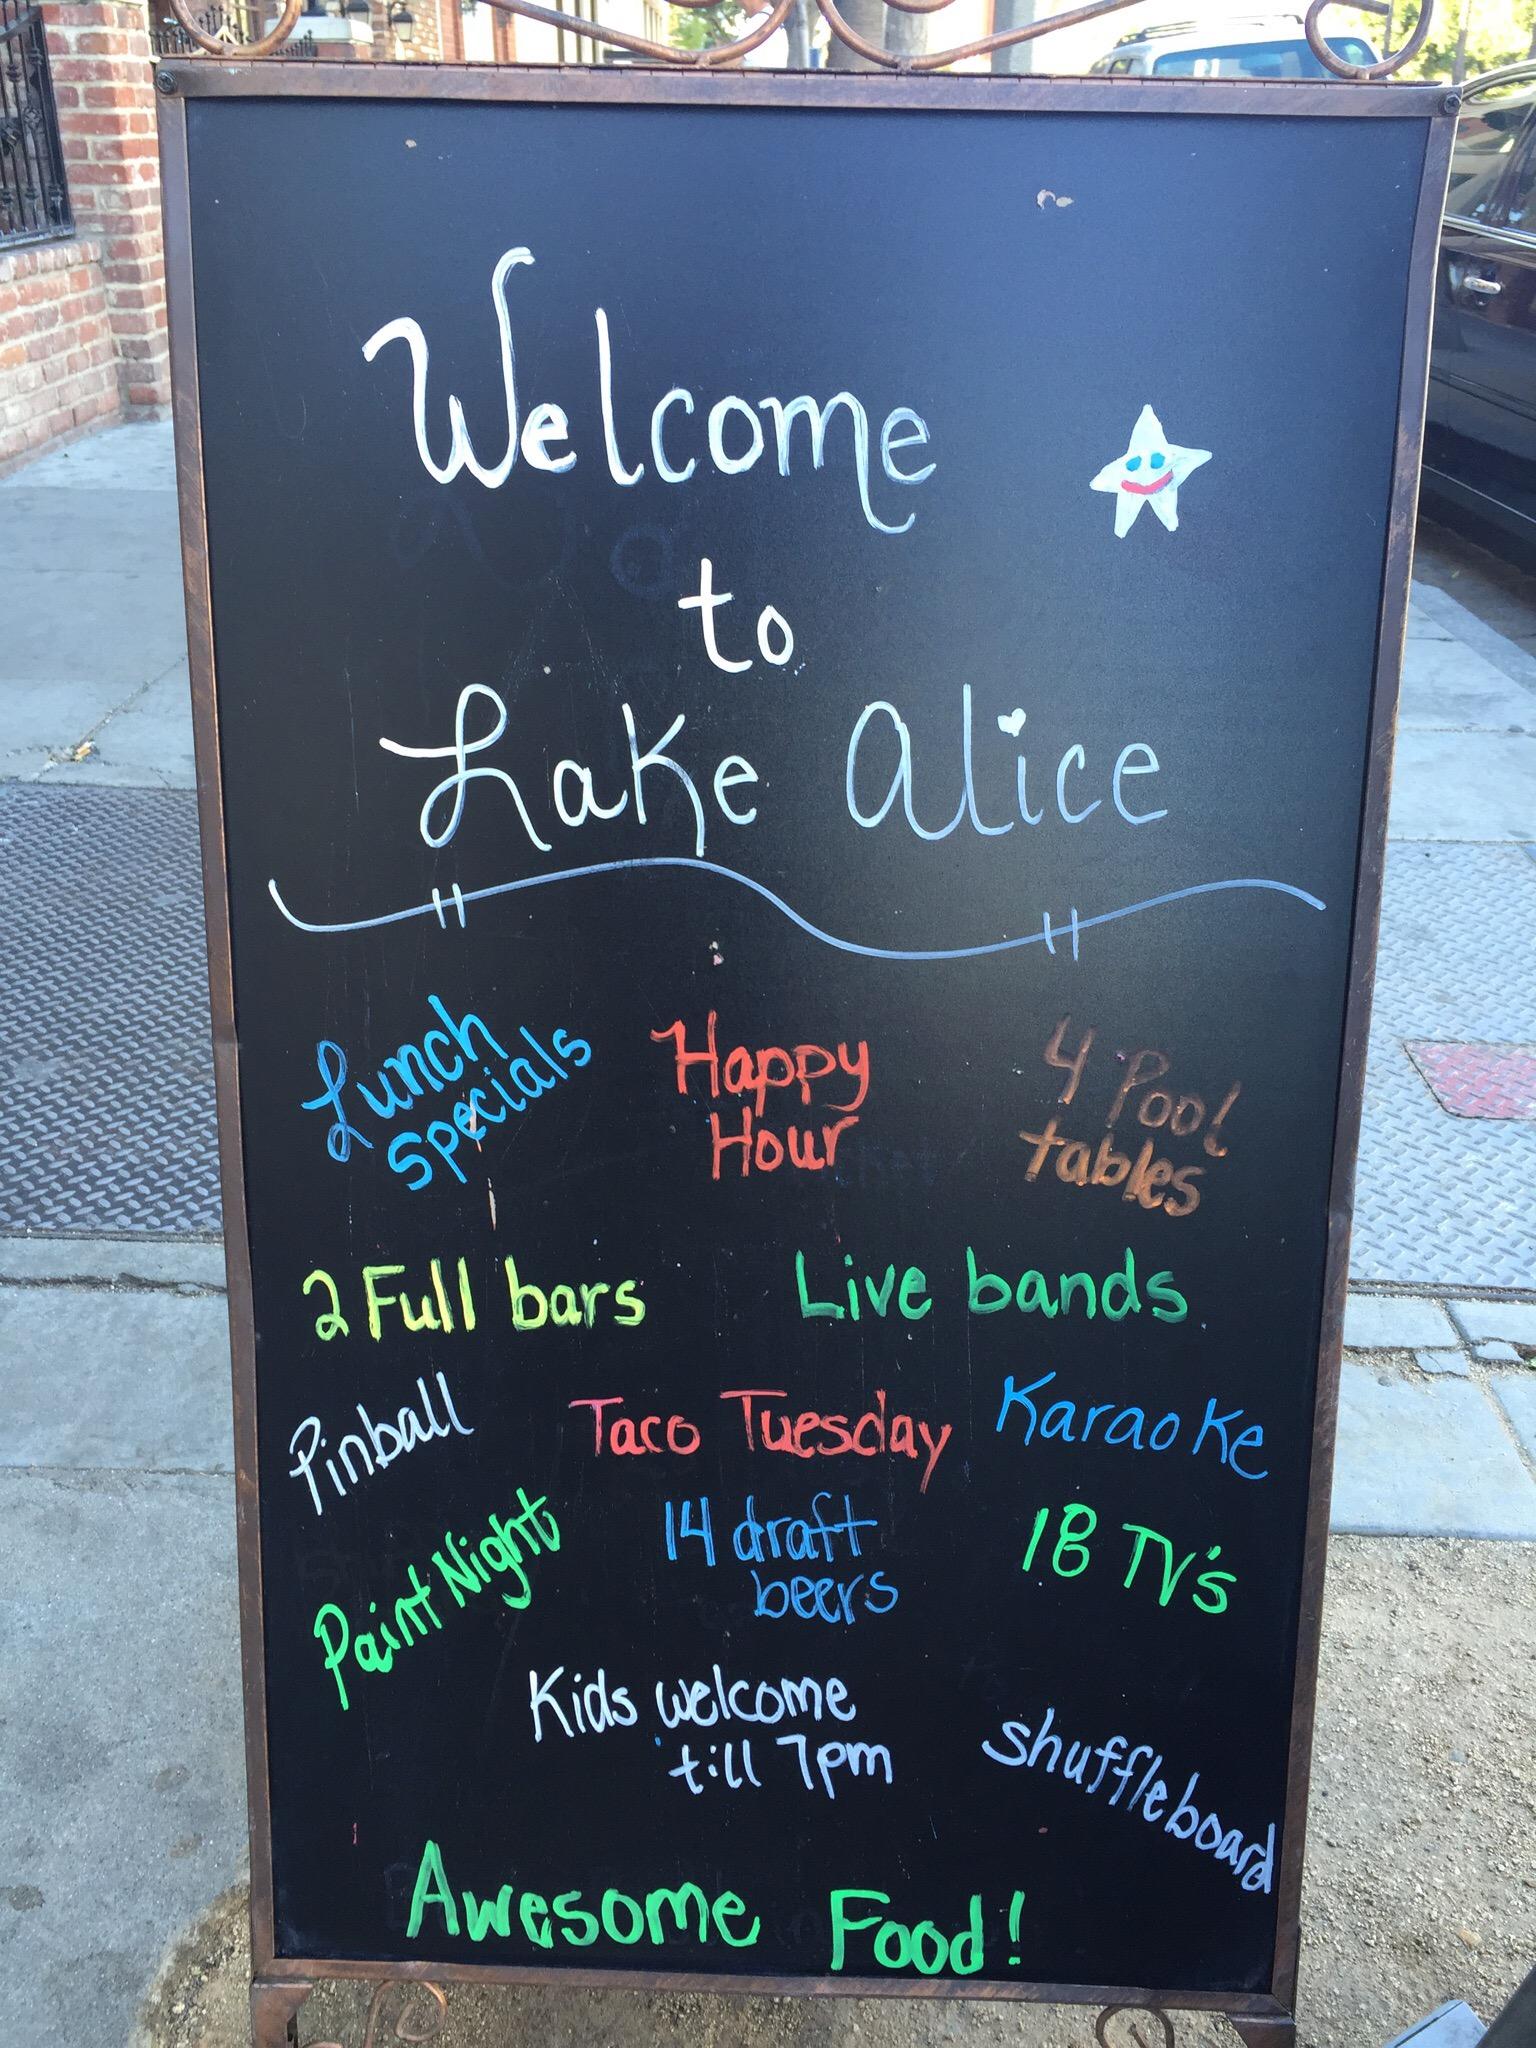 Welcome
to
Lake Alice
Lunch
Specials
Happy
Hour
4 Pool
tables
2 Full bars
Live bands
Pinball
Taco Tuesday
Karaoke
Paint Night
14 draft
beers
18 TV's
Kids welcome
till 7pm
shuffleboard
Awesome Food!